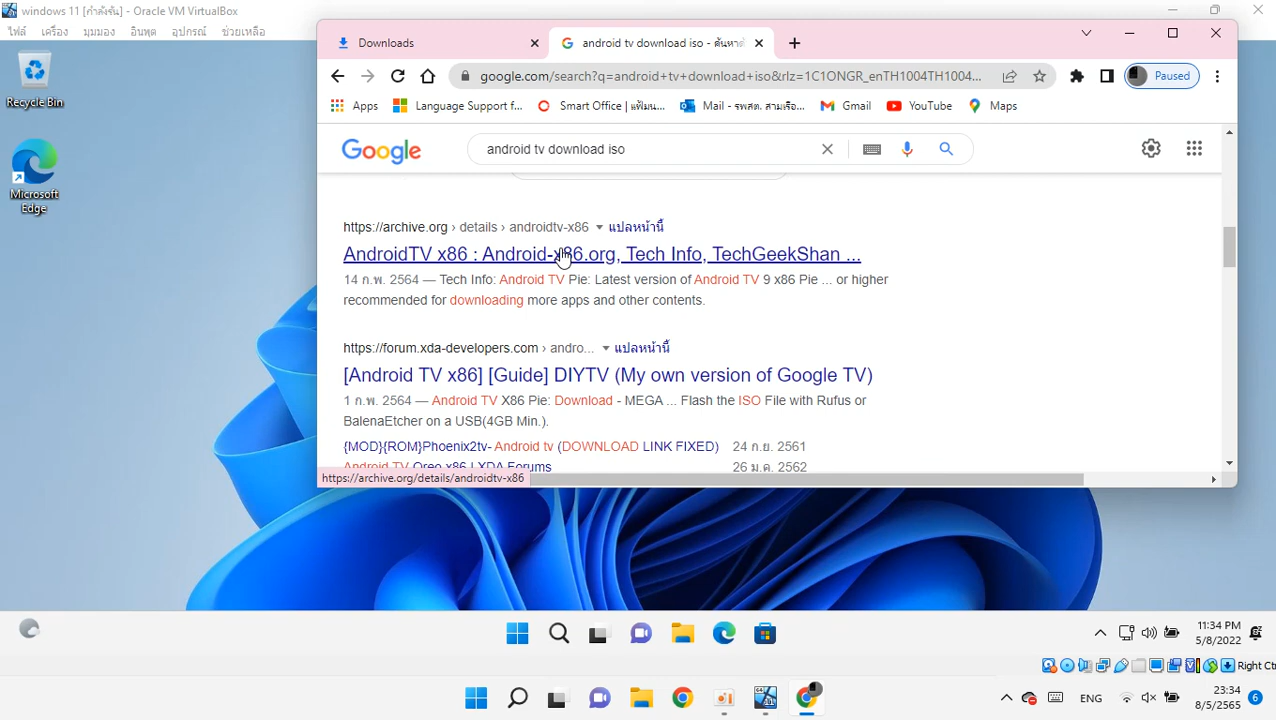 windows 11 [กำลังรัน] - Oracle VM VirtualBox
ไฟล์ เครื่อง มุมมอง อินพุต อุปกรณ์ ช่วยเหลือ
Recycle Bin
Microsoft
Edge
Downloads
android tv download iso - ค้นหาด้
google.com/search?q=android+tv+download+iso&rlz=1C1ONGR_enTH1004TH1004...
Paused
Apps
Language Support f...
Smart Office | แฟ้มน...
Mail - รพสต. สามเรือ...
Gmail
YouTube
Maps
Google
android tv download iso
https://archive.org › details › androidtv-x86 แปลหน้านี้
AndroidTV x86 : Android-x86.org, Tech Info, TechGeekShan ...
14 ก.พ. 2564 — Tech Info: Android TV Pie: Latest version of Android TV 9 x86 Pie ... or higher
recommended for downloading more apps and other contents.
https://forum.xda-developers.com › andro... แปลหน้านี้
[Android TV x86] [Guide] DIYTV (My own version of Google TV)
1 ก.พ. 2564 — Android TV X86 Pie: Download - MEGA ... Flash the ISO File with Rufus or
BalenaEtcher on a USB(4GB Min.).
{MOD}{ROM}Phoenix2tv- Android tv (DOWNLOAD LINK FIXED) 24 ก.ย. 2561
Android TV Oreo x86 | XDA Forums 26 ม.ค. 2562
https://archive.org/details/androidtv-x86
11:34 PM
5/8/2022
Right Ct
ENG
23:34
8/5/2565
6